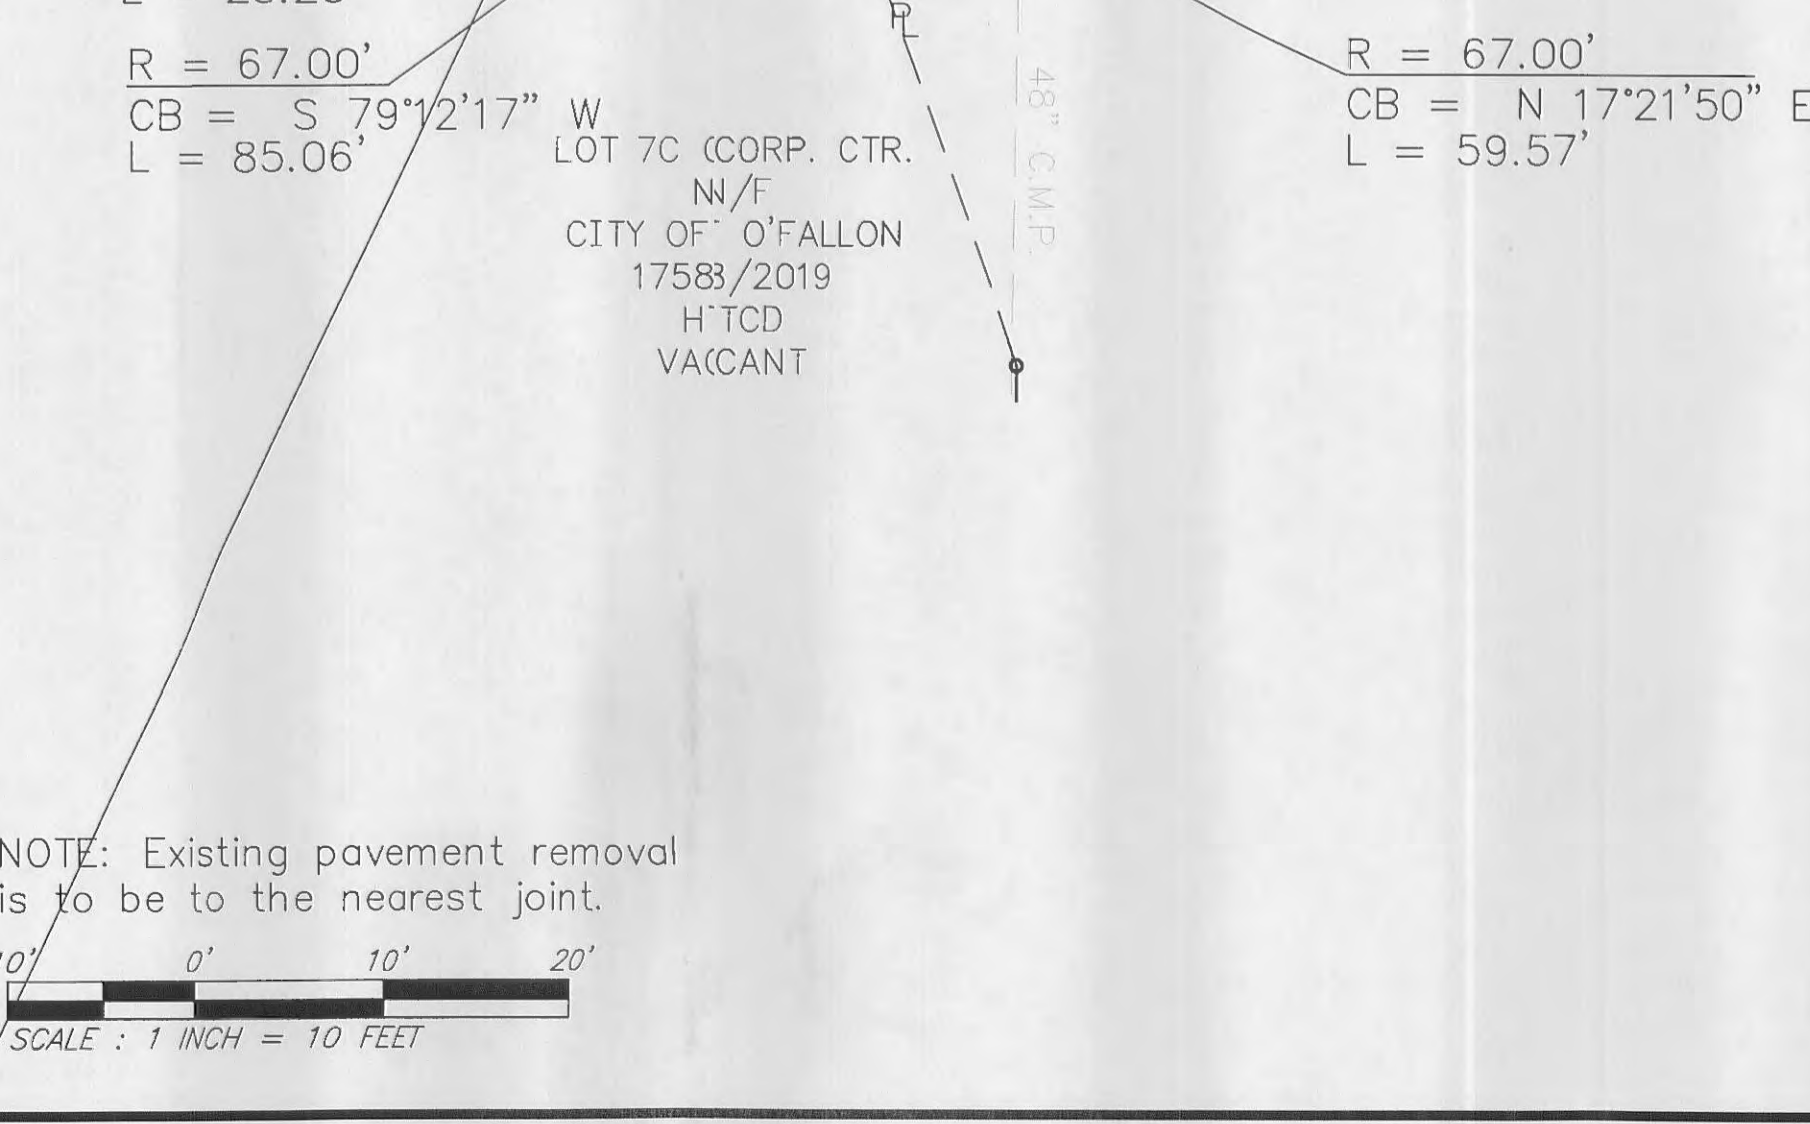 R = 67.00'
CB = S 79°12'17" W
L = 85.06'
PL
48" C.M.P.
R = 67.00'
CB = N 17°21'50" E
L = 59.57'
LOT 7C CORP. CTR.
N/F
CITY OF O'FALLON
/2019
HTCD
VACANT
NOTE: Existing pavement removal
is to be to the nearest joint.
0' 10' 20'
SCALE : 1 INCH = 10 FEET